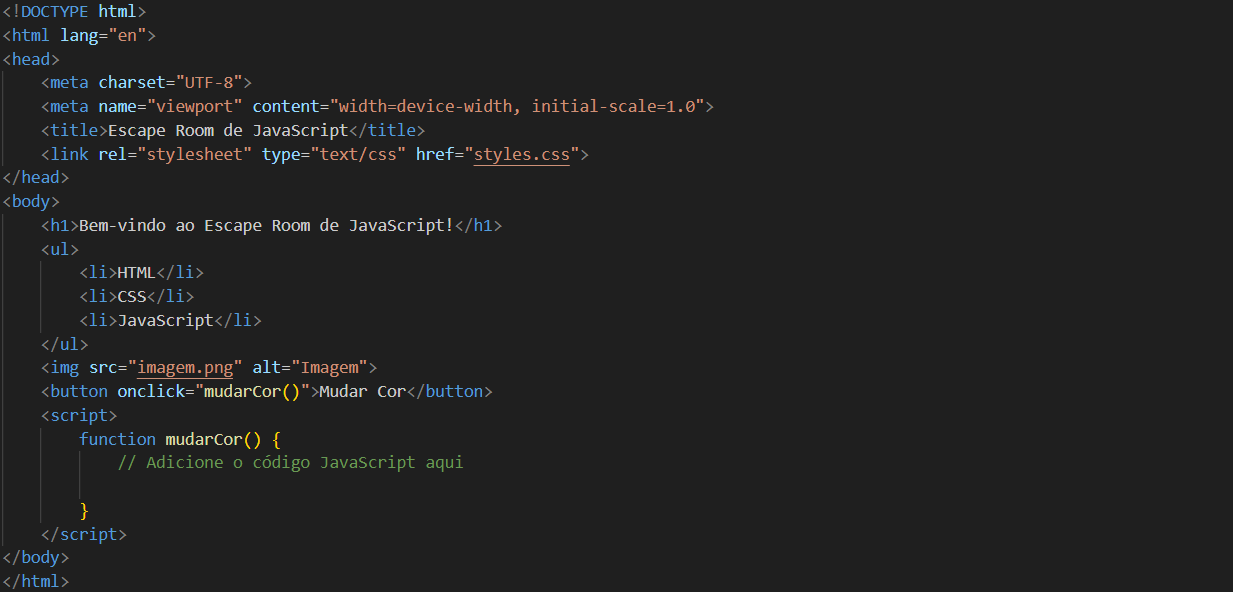 <!DOCTYPE html>
<html lang="en">
<head>
    <meta charset="UTF-8">
    <meta name="viewport" content="width=device-width, initial-scale=1.0">
    <title>Escape Room de JavaScript</title>
    <link rel="stylesheet" type="text/css" href="styles.css">
</head>
<body>
    <h1>Bem-vindo ao Escape Room de JavaScript!</h1>
    <ul>
        <li>HTML</li>
        <li>CSS</li>
        <li>JavaScript</li>
    </ul>
    <img src="imagem.png" alt="Imagem">
    <button onclick="mudarCor()">Mudar Cor</button>
    <script>
        function mudarCor() {
            // Adicione o código JavaScript aqui

        }
    </script>
</body>
</html>